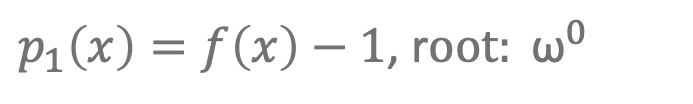 p₁(x) = f(x) − 1, root: ω⁰